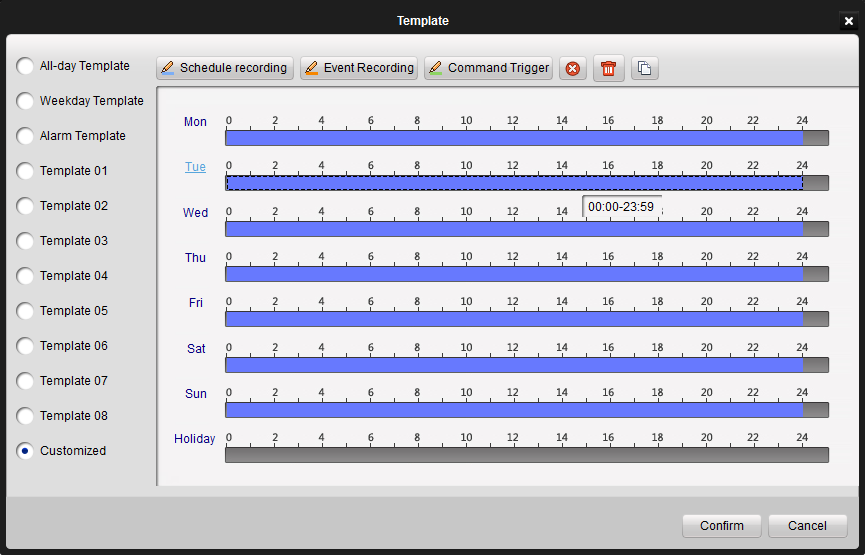 Template
All-day Template
Weekday Template
Alarm Template
Template 01
Template 02
Template 03
Template 04
Template 05
Template 06
Template 07
Template 08
Customized
Schedule recording Event Recording Command Trigger
Mon 0 2 4 6 8 10 12 14 16 18 20 22 24
Tue 0 2 4 6 8 10 12 14 16 18 20 22 24
00:00-23:59
Wed 0 2 4 6 8 10 12 14 20 22 24
Thu 0 2 4 6 8 10 12 14 16 18 20 22 24
Fri 0 2 4 6 8 10 12 14 16 18 20 22 24
Sat 0 2 4 6 8 10 12 14 16 18 20 22 24
Sun 0 2 4 6 8 10 12 14 16 18 20 22 24
Holiday 0 2 4 6 8 10 12 14 16 18 20 22 24
Confirm Cancel